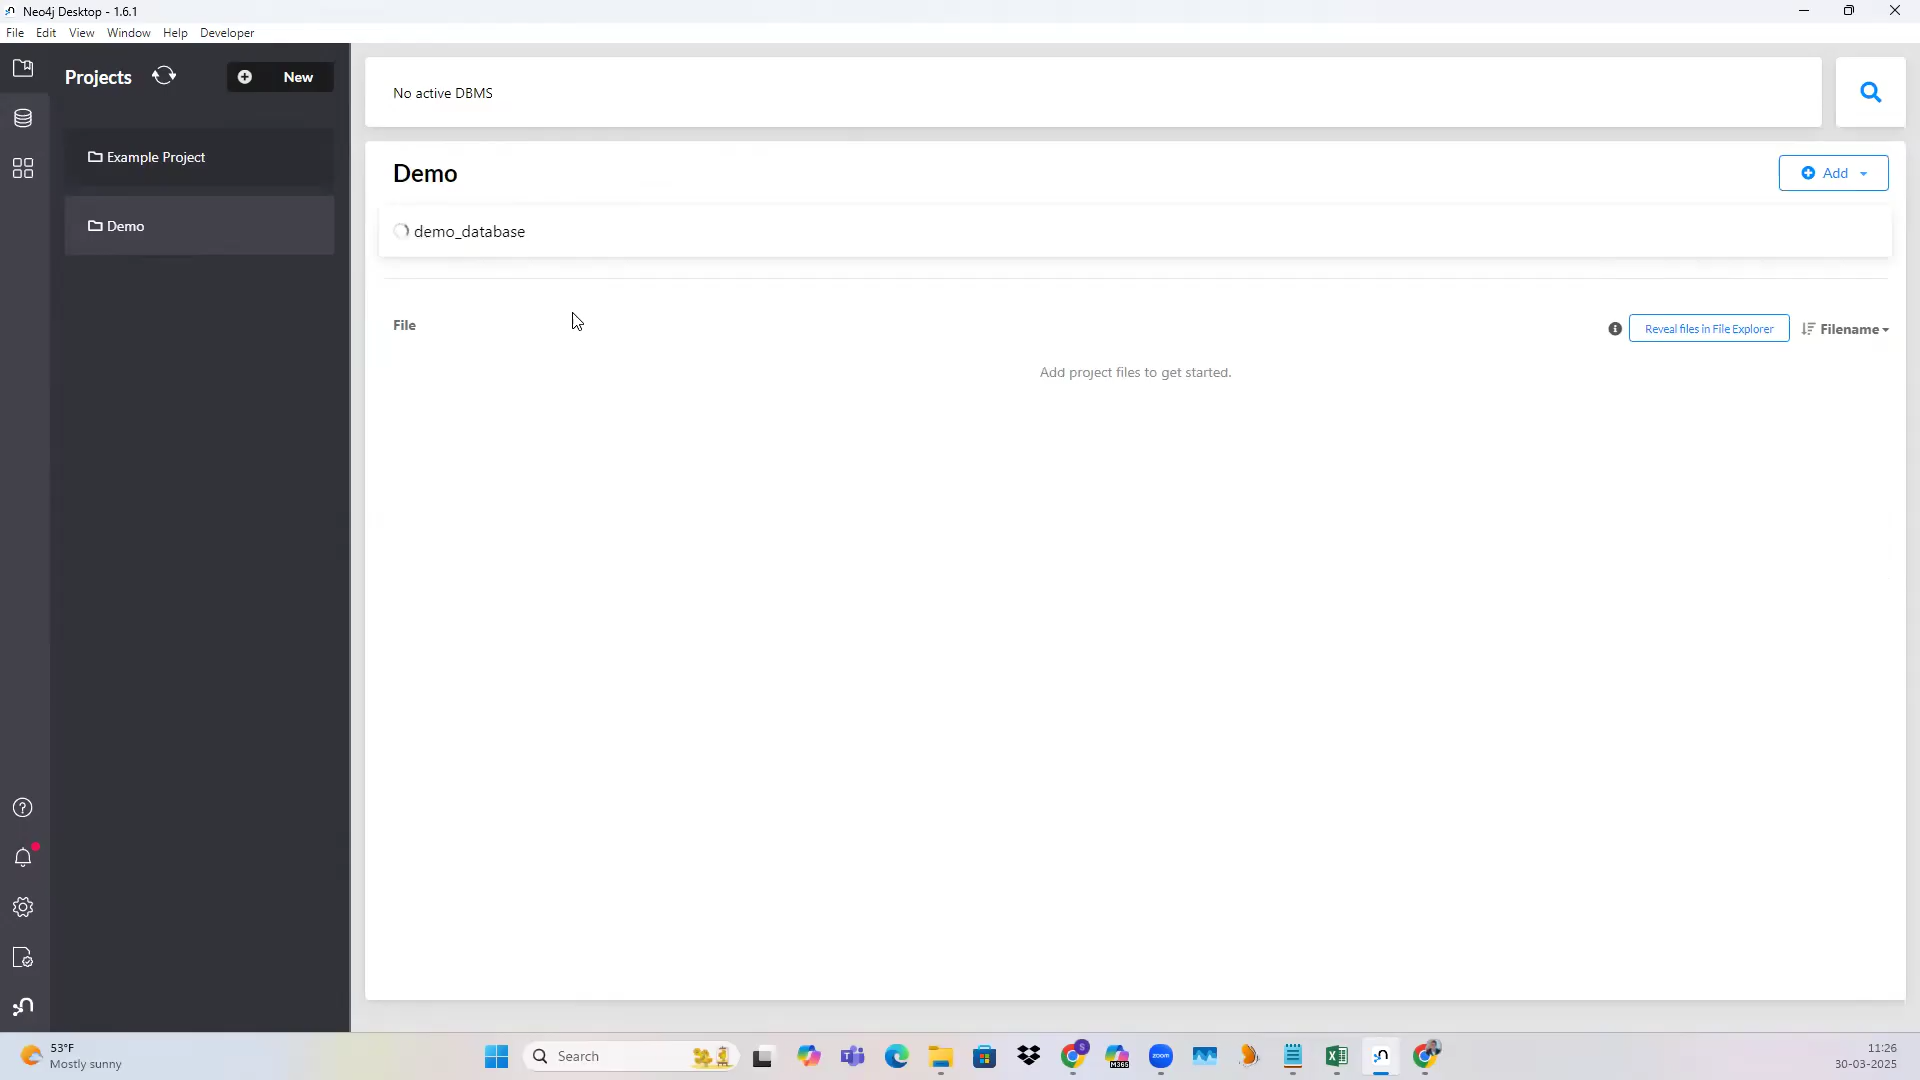 Neo4j Desktop - 1.6.1
File Edit View Window Help Developer
Projects
New
Example Project
Demo
No active DBMS
Demo
Add
demo_database
File
Reveal files in File Explorer
Filename
Add project files to get started.
53°F
Mostly sunny
Search
11:26
30-03-2025
zoom
M365
S